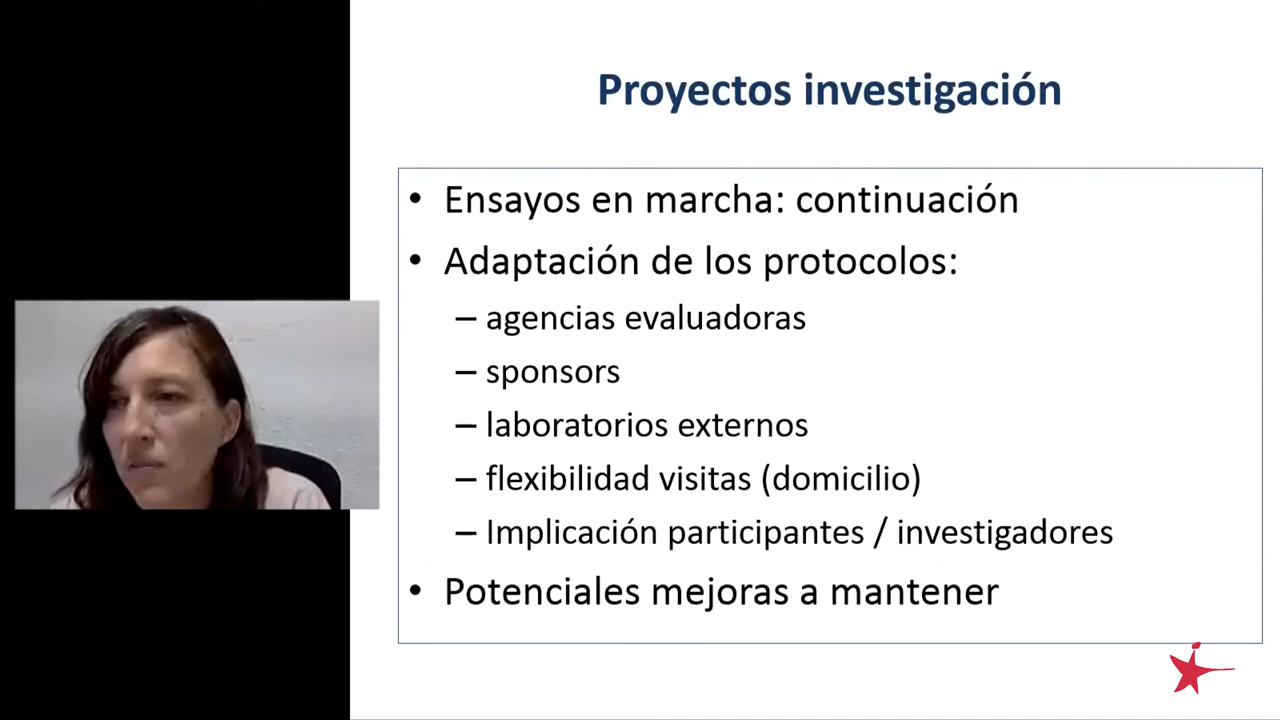 Proyectos investigación
• Ensayos en marcha: continuación
• Adaptación de los protocolos:
– agencias evaluadoras
– sponsors
– laboratorios externos
– flexibilidad visitas (domicilio)
– Implicación participantes / investigadores
• Potenciales mejoras a mantener